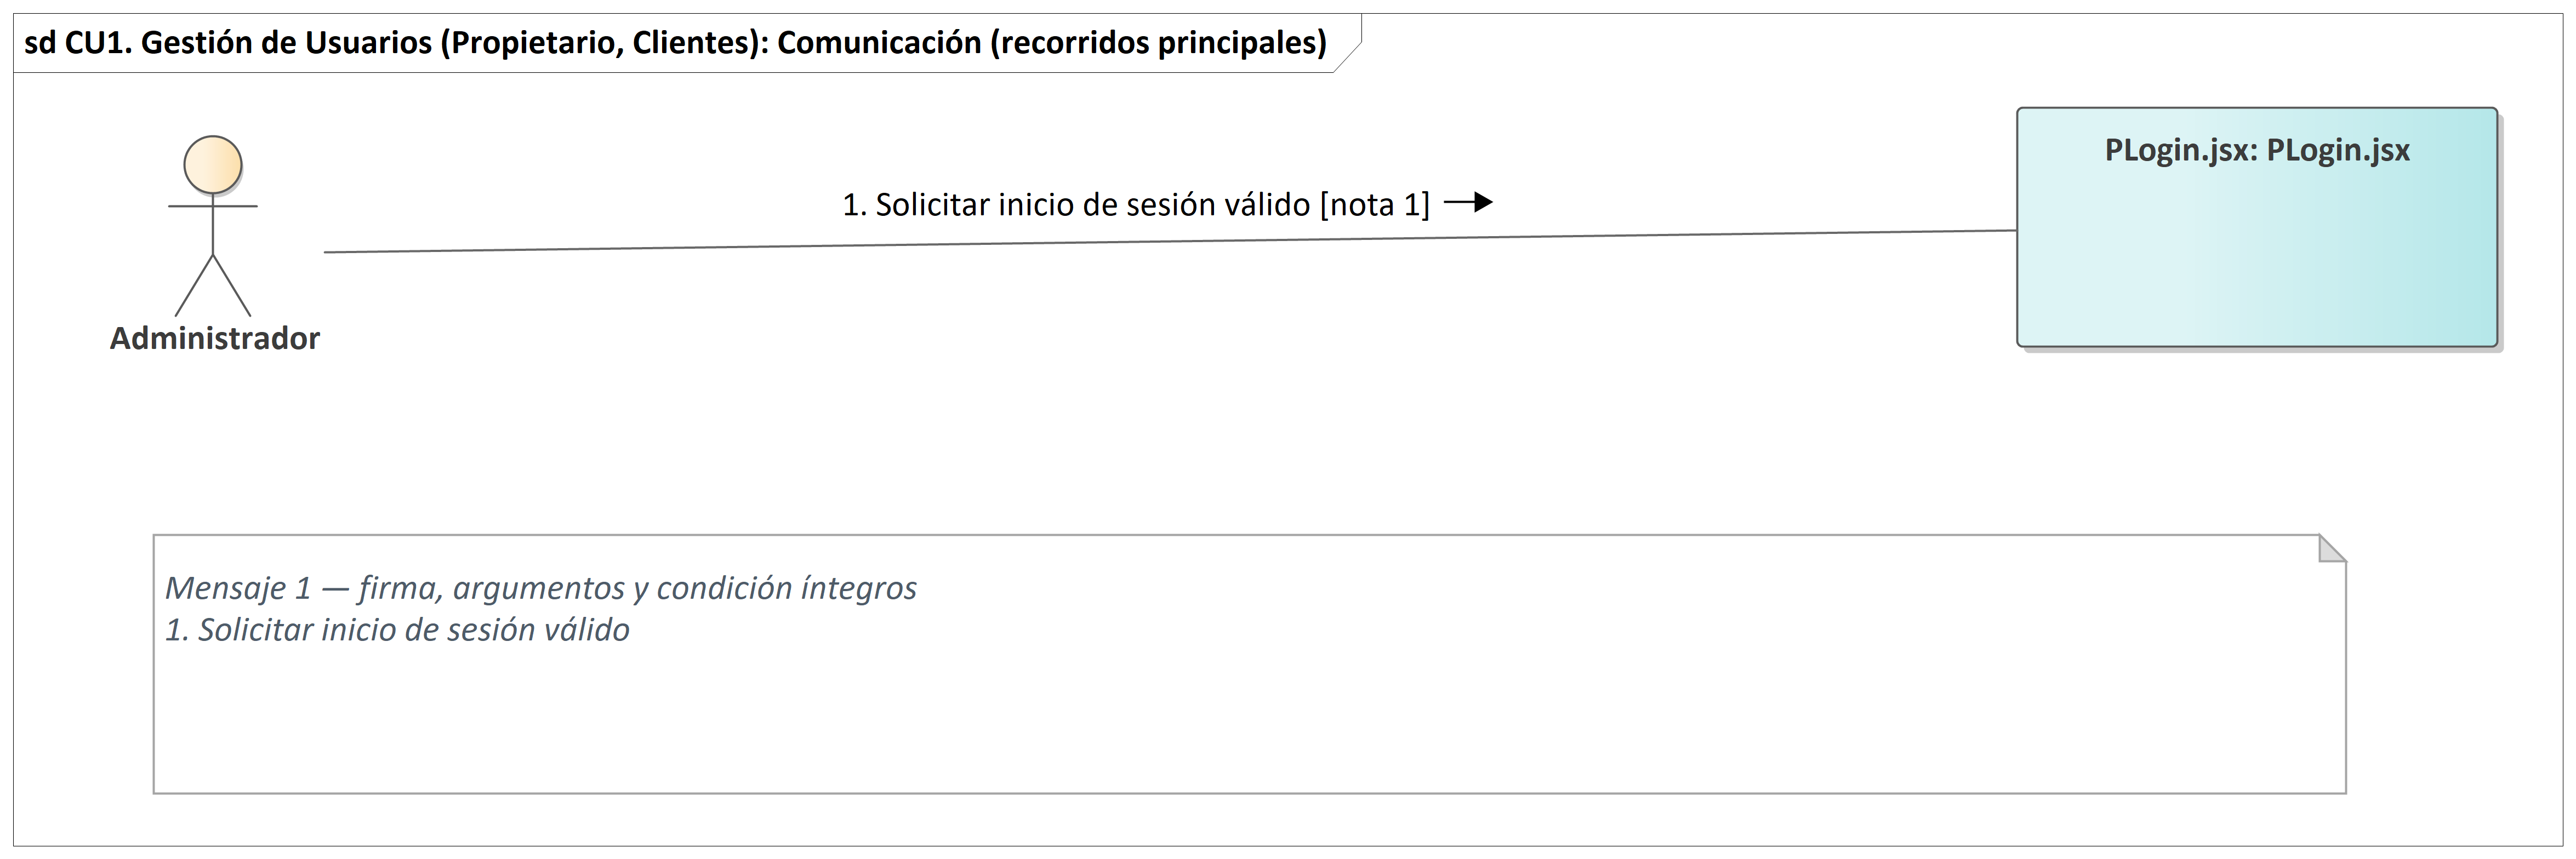 sd CU1. Gestión de Usuarios (Propietario, Clientes): Comunicación (recorridos principales)
PLogin.jsx: PLogin.jsx
1. Solicitar inicio de sesión válido [nota 1]
Administrador
Mensaje 1 — firma, argumentos y condición íntegros
1. Solicitar inicio de sesión válido